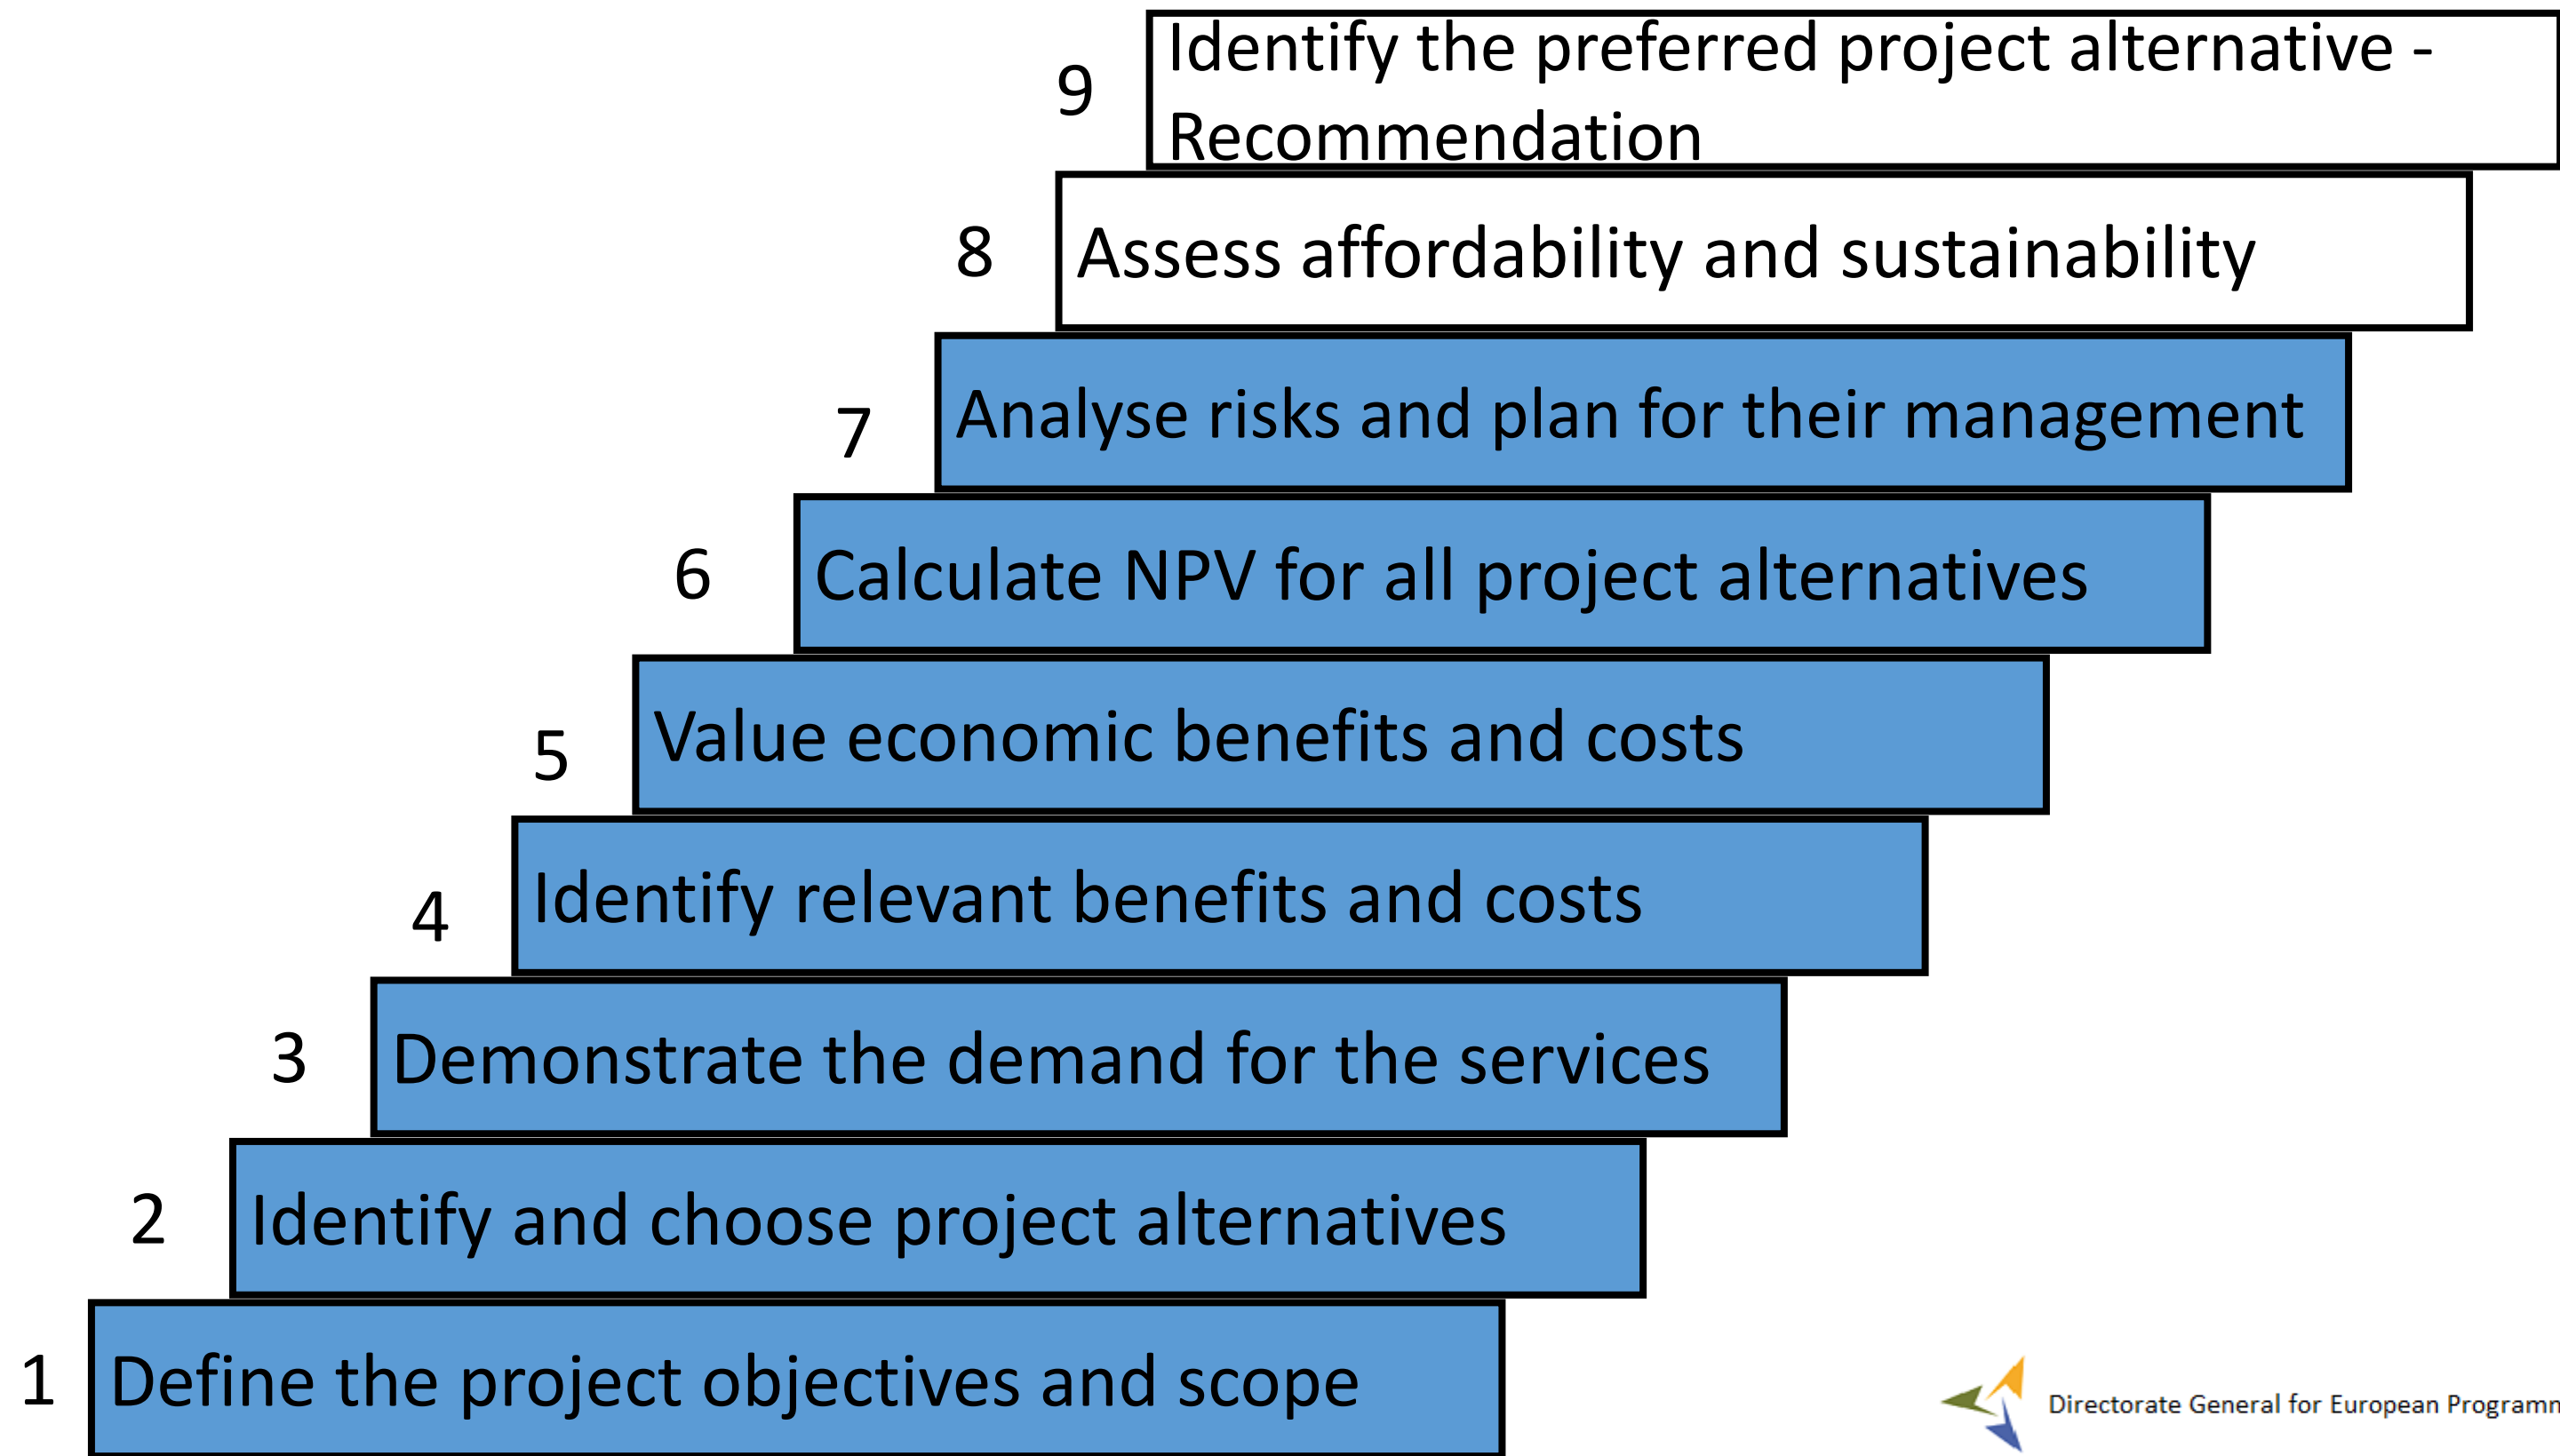 9
Identify the preferred project alternative -
Recommendation
8
Assess affordability and sustainability
7
Analyse risks and plan for their management
6
Calculate NPV for all project alternatives
5
Value economic benefits and costs
4
Identify relevant benefits and costs
3
Demonstrate the demand for the services
2
Identify and choose project alternatives
1
Define the project objectives and scope
Directorate General for European